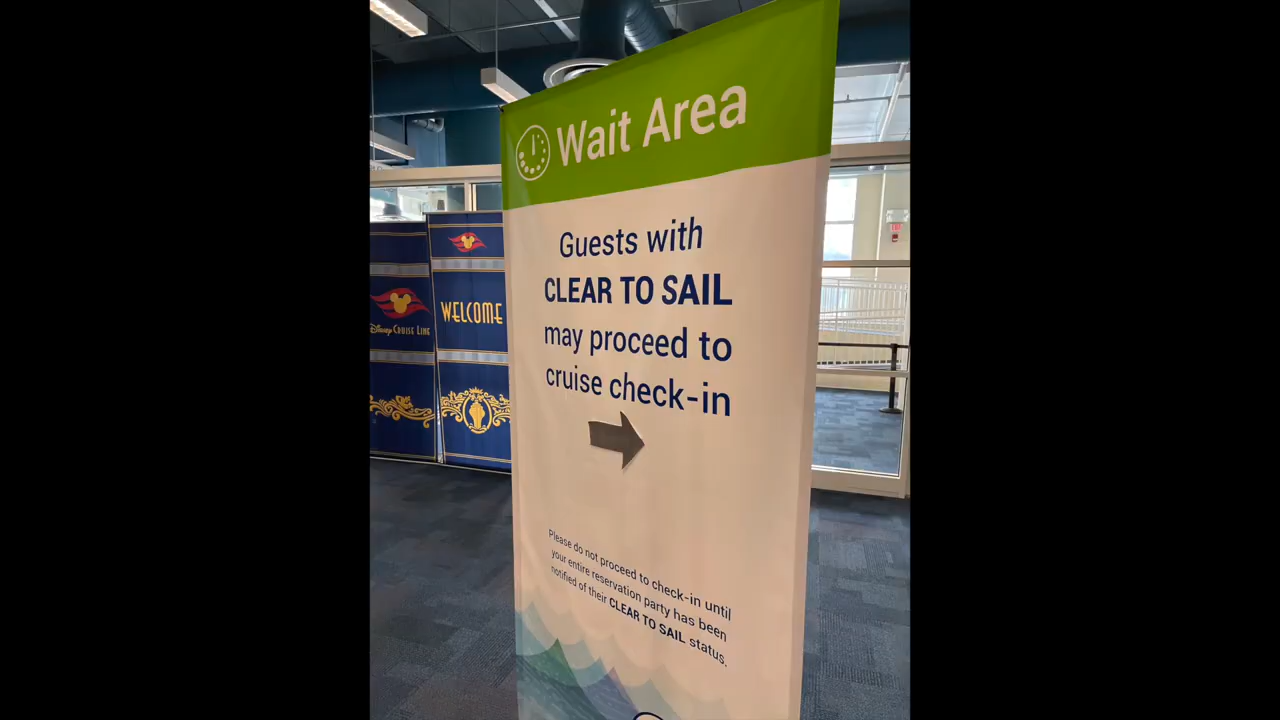 Wait Area
Guests with
CLEAR TO SAIL
may proceed to
cruise check-in
Please do not proceed to check-in until
your entire reservation party has been
notified of their CLEAR TO SAIL status.
DISNEY CRUISE LINE
WELCOME